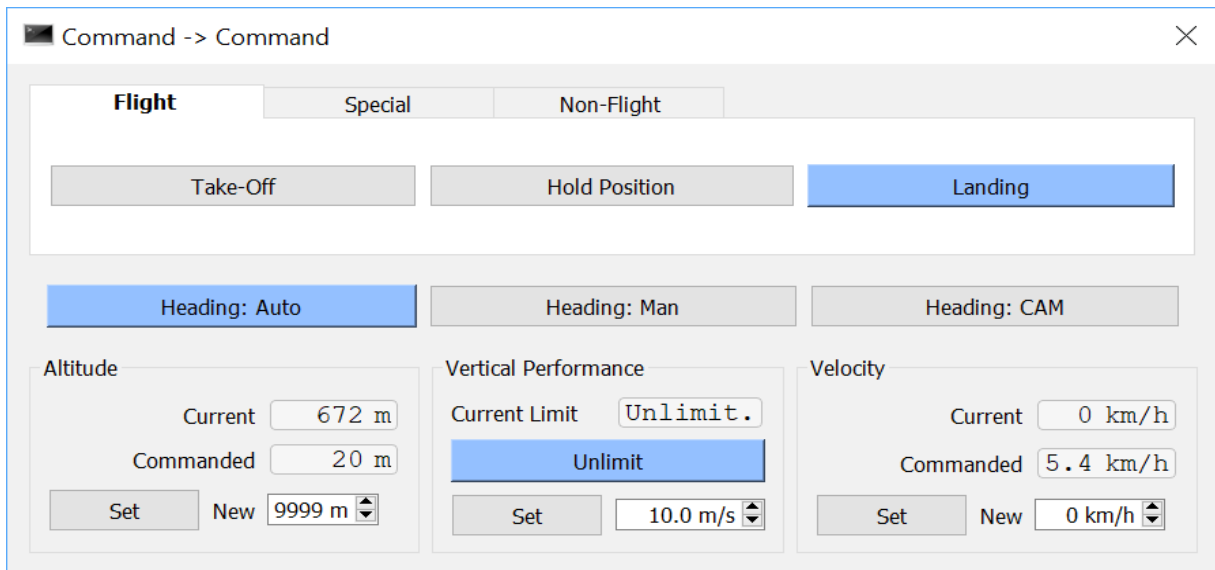 Command -> Command
Flight Special Non-Flight
Take-Off Hold Position Landing
Heading: Auto Heading: Man Heading: CAM
Altitude
Current 672 m
Commanded 20 m
Set New 9999 m
Vertical Performance
Current Limit Unlimit.
Unlimit
Set 10.0 m/s
Velocity
Current 0 km/h
Commanded 5.4 km/h
Set New 0 km/h